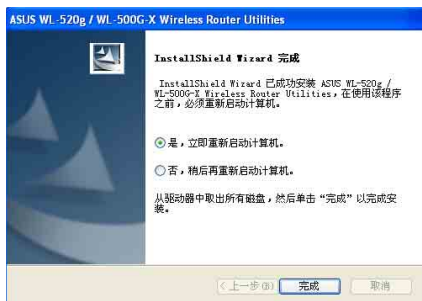 ASUS WL-520g / WL-500G-X Wireless Router Utilities
InstallShield Wizard 完成
InstallShield Wizard 已成功安装 ASUS WL-520g /
WL-500G-X Wireless Router Utilities，在使用该程序
之前，必须重新启动计算机。
是，立即重新启动计算机。
否，稍后再重新启动计算机。
从驱动器中取出所有磁盘，然后单击“完成”以完成安
装。
<上一步(B) 完成 取消